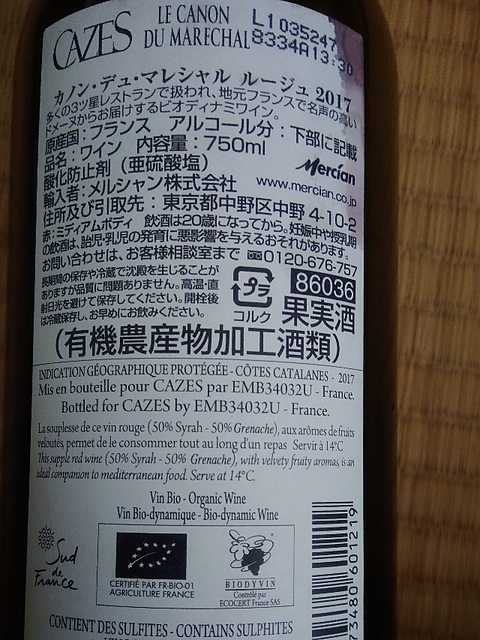 CAZES
LE CANON
DU MARECHAL
L1035247
8334A13:30
カノン・デュ・マレシャル ルージュ 2017
多くの3ツ星レストランで扱われ、地元フランスで名声の高い
ドメーヌからお届けするビオディナミワイン。
原産国:フランス アルコール分:下部に記載
品名:ワイン 内容量:750ml
酸化防止剤(亜硫酸塩)
Mercian
輸入者:メルシャン株式会社 www.mercian.co.jp
住所及び引取先:東京都中野区中野 4-10-2
赤:ミディアムボディ 飲酒は20歳になってから。妊娠中や授乳期
の飲酒は、胎児・乳児の発育に悪影響を与えるおそれがあります。
お問い合わせは、お客様相談室まで ☎0120-676-757
長期間の保存や冷蔵で沈殿を生じることが
ありますが品質に問題ありません。高温・直
射日光を避けて保存してください。開栓後
は冷蔵保存し、お早めにお飲みください。
プラ
コルク
86036
果実酒
(有機農産物加工酒類)
INDICATION GÉOGRAPHIQUE PROTÉGÉE - CÔTES CATALANES - 2017
Mis en bouteille pour CAZES par EMB34032U - France.
Bottled for CAZES by EMB34032U - France.
La souplesse de ce vin rouge (50% Syrah - 50% Grenache), aux arômes de fruits
veloutés, permet de le consommer tout au long d'un repas Servir à 14°C
This supple red wine (50% Syrah - 50% Grenache), with velvety fruity aromas, is an
ideal companion to mediterranean food. Serve at 14°C.
Vin Bio - Organic Wine
Vin Bio-dynamique - Bio-dynamic Wine
Sud
de
France
CERTIFIÉ PAR FR-BIO-01
AGRICULTURE FRANCE
BIODYVIN
Contrôlé par
ECOCERT France SAS
73480 601219
CONTIENT DES SULFITES - CONTAINS SULPHITES